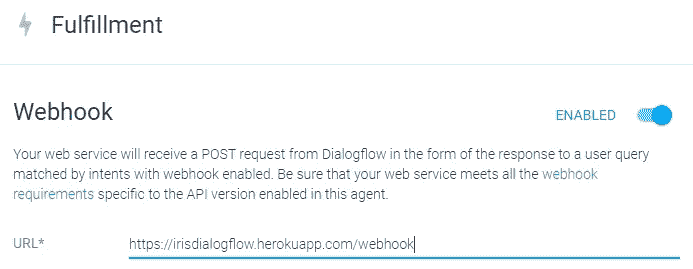 Fulfillment
Webhook
ENABLED
Your web service will receive a POST request from Dialogflow in the form of the response to a user query
matched by intents with webhook enabled. Be sure that your web service meets all the webhook
requirements specific to the API version enabled in this agent.
URL*
https://irisdialogflow.herokuapp.com/webhook